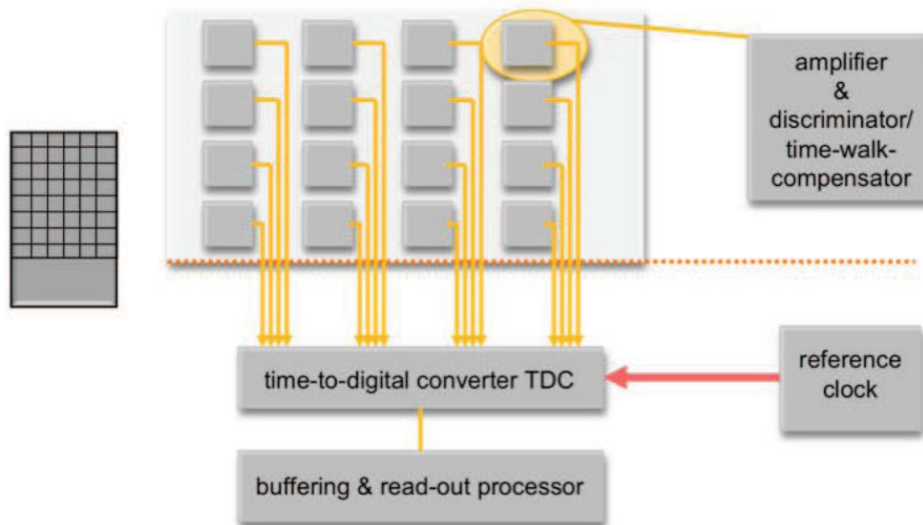 amplifier
&
discriminator/
time-walk-
compensator
time-to-digital converter TDC
reference
clock
buffering & read-out processor